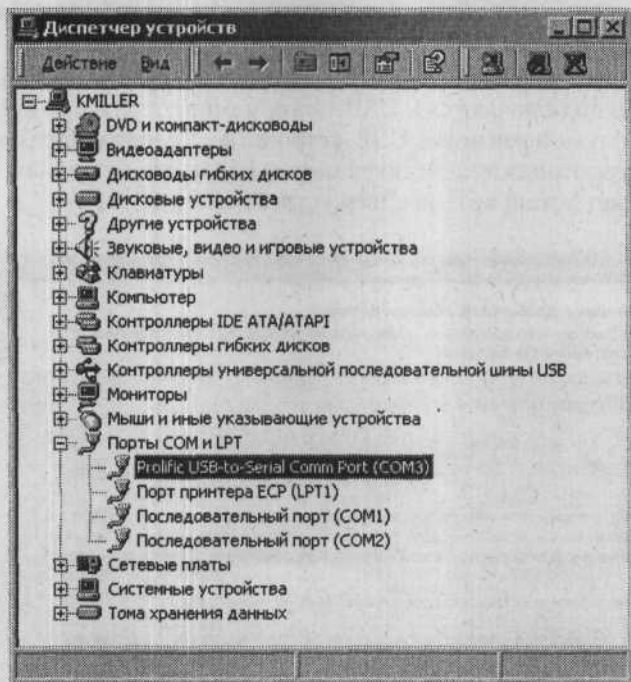 Диспетчер устройств
Действие Вид
KMILLER
DVD и компакт-дисководы
Видеоадаптеры
Дисководы гибких дисков
Дисковые устройства
Другие устройства
Звуковые, видео и игровые устройства
Клавиатуры
Компьютер
Контроллеры IDE ATA/ATAPI
Контроллеры гибких дисков
Контроллеры универсальной последовательной шины USB
Мониторы
Мыши и иные указывающие устройства
Порты COM и LPT
Prolific USB-to-Serial Comm Port (COM3)
Порт принтера ECP (LPT1)
Последовательный порт (COM1)
Последовательный порт (COM2)
Сетевые платы
Системные устройства
Тома хранения данных